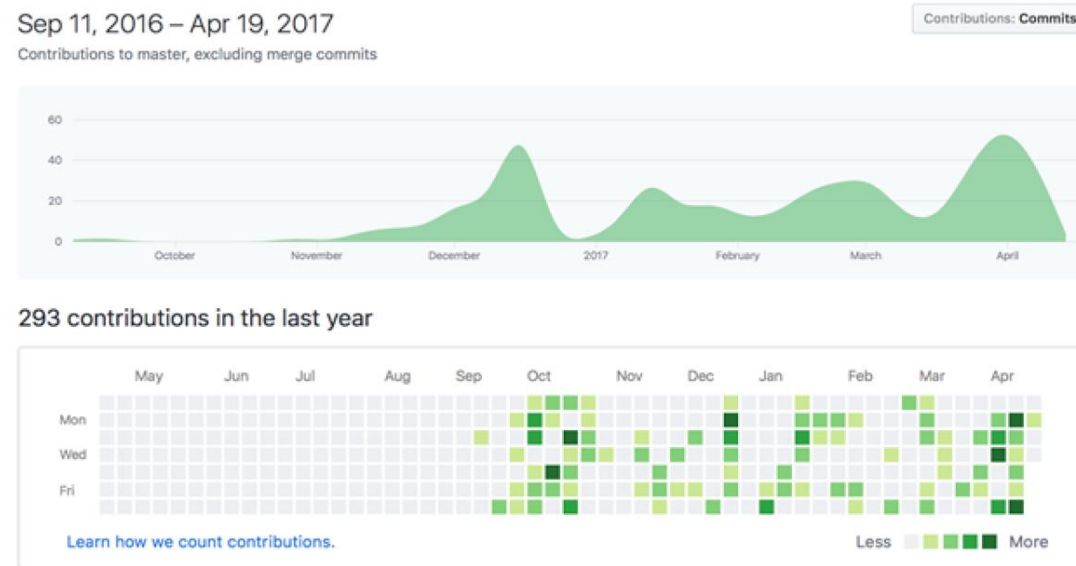 Sep 11, 2016 – Apr 19, 2017
Contributions: Commits
Contributions to master, excluding merge commits
60
40
20
0
October November December 2017 February March April
293 contributions in the last year
May Jun Jul Aug Sep Oct Nov Dec Jan Feb Mar Apr
Mon
Wed
Fri
Learn how we count contributions.
Less More